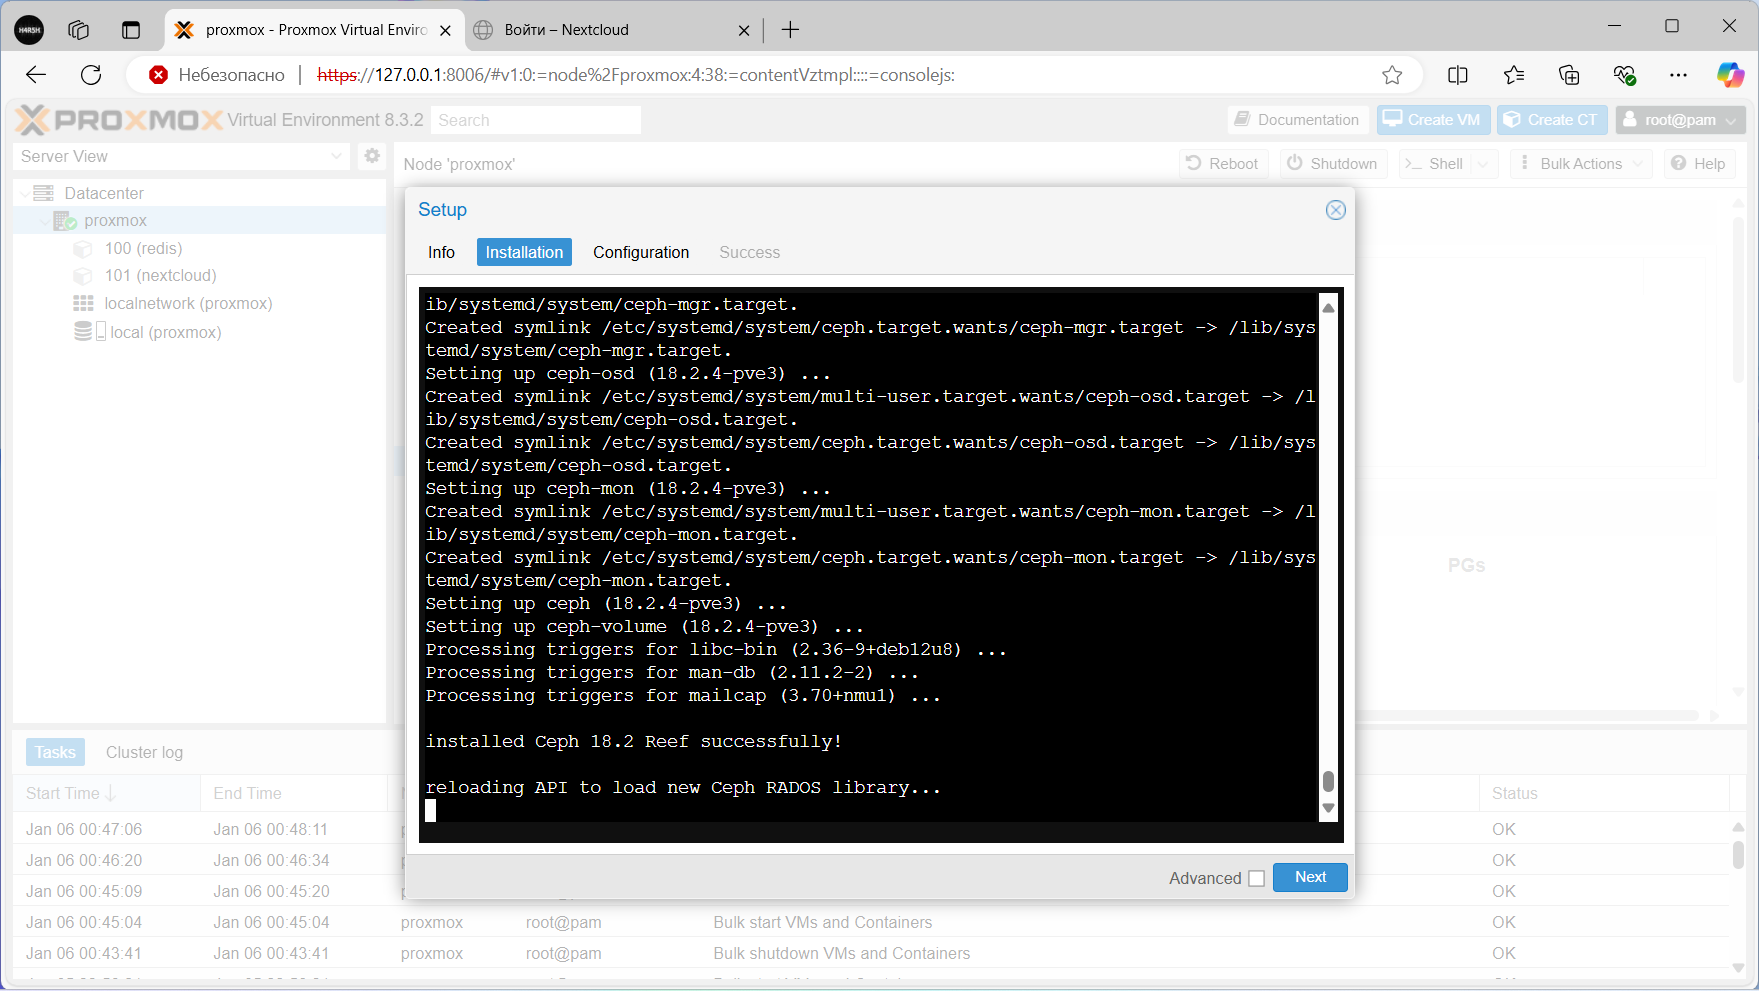 HARSH
proxmox - Proxmox Virtual Enviro
Войти – Nextcloud
Небезопасно
https://127.0.0.1:8006/#v1:0:=node%2Fproxmox:4:38:=contentVztmpl::::=consolejs:
PROXMOX Virtual Environment 8.3.2
Search
Documentation
Create VM
Create CT
root@pam
Server View
Node 'proxmox'
Reboot
Shutdown
>_ Shell
Bulk Actions
Help
Datacenter
proxmox
100 (redis)
101 (nextcloud)
localnetwork (proxmox)
local (proxmox)
Setup
Info
Installation
Configuration
Success
ib/systemd/system/ceph-mgr.target.
Created symlink /etc/systemd/system/ceph.target.wants/ceph-mgr.target -> /lib/sys
temd/system/ceph-mgr.target.
Setting up ceph-osd (18.2.4-pve3) ...
Created symlink /etc/systemd/system/multi-user.target.wants/ceph-osd.target -> /l
ib/systemd/system/ceph-osd.target.
Created symlink /etc/systemd/system/ceph.target.wants/ceph-osd.target -> /lib/sys
temd/system/ceph-osd.target.
Setting up ceph-mon (18.2.4-pve3) ...
Created symlink /etc/systemd/system/multi-user.target.wants/ceph-mon.target -> /l
ib/systemd/system/ceph-mon.target.
Created symlink /etc/systemd/system/ceph.target.wants/ceph-mon.target -> /lib/sys
temd/system/ceph-mon.target.
Setting up ceph (18.2.4-pve3) ...
Setting up ceph-volume (18.2.4-pve3) ...
Processing triggers for libc-bin (2.36-9+deb12u8) ...
Processing triggers for man-db (2.11.2-2) ...
Processing triggers for mailcap (3.70+nmu1) ...
installed Ceph 18.2 Reef successfully!
reloading API to load new Ceph RADOS library...
PGs
Advanced
Next
Tasks
Cluster log
Start Time
End Time
Status
Jan 06 00:47:06
Jan 06 00:48:11
OK
Jan 06 00:46:20
Jan 06 00:46:34
OK
Jan 06 00:45:09
Jan 06 00:45:20
OK
Jan 06 00:45:04
Jan 06 00:45:04
proxmox
root@pam
Bulk start VMs and Containers
OK
Jan 06 00:43:41
Jan 06 00:43:41
proxmox
root@pam
Bulk shutdown VMs and Containers
OK